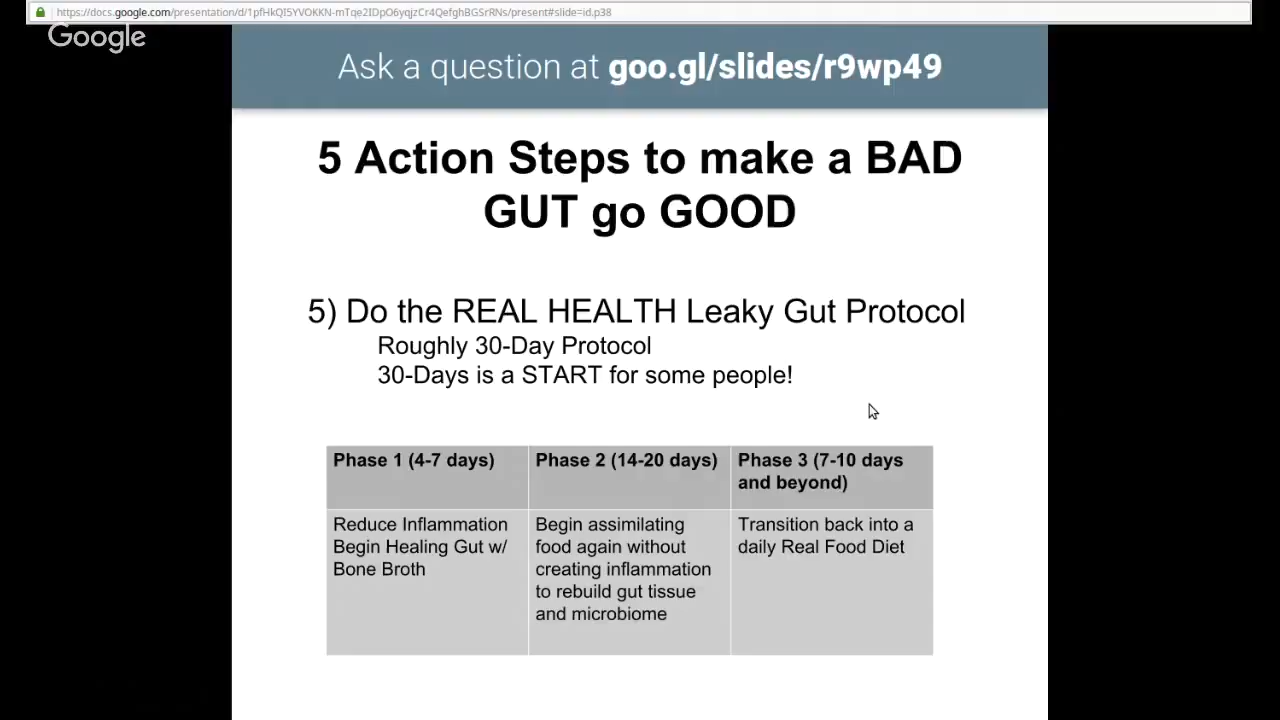 https://docs.google.com/presentation/d/1pfHkQI5YVOKKN-mTqe2IDpO6yqjzCr4QefghBGSrRNs/present#slide=id.p38
Google
Ask a question at goo.gl/slides/r9wp49
5 Action Steps to make a BAD
GUT go GOOD
5) Do the REAL HEALTH Leaky Gut Protocol
Roughly 30-Day Protocol
30-Days is a START for some people!
Phase 1 (4-7 days)
Reduce Inflammation
Begin Healing Gut w/
Bone Broth
Phase 2 (14-20 days)
Begin assimilating
food again without
creating inflammation
to rebuild gut tissue
and microbiome
Phase 3 (7-10 days
and beyond)
Transition back into a
daily Real Food Diet